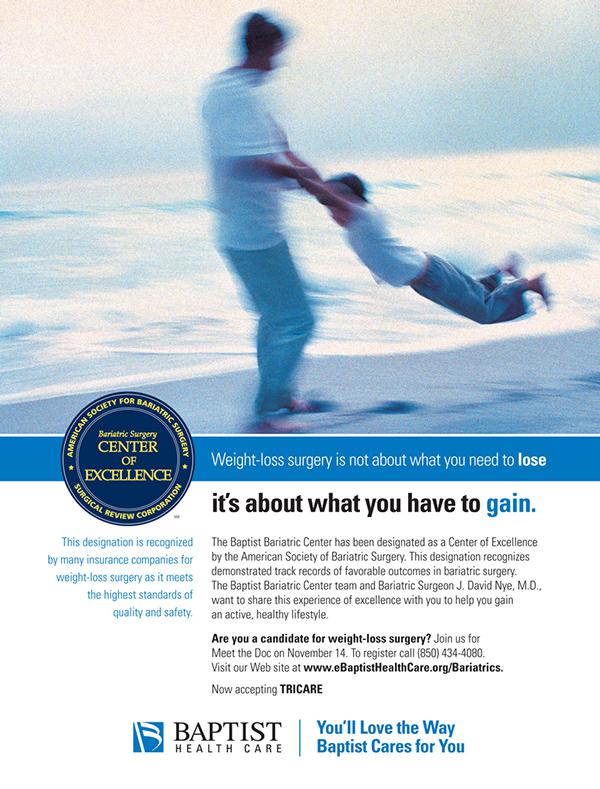 AMERICAN SOCIETY FOR BARIATRIC SURGERY
Bariatric Surgery
CENTER
OF
EXCELLENCE
SURGICAL REVIEW CORPORATION
Weight-loss surgery is not about what you need to lose
it's about what you have to gain.
This designation is recognized
by many insurance companies for
weight-loss surgery as it meets
the highest standards of
quality and safety.
The Baptist Bariatric Center has been designated as a Center of Excellence
by the American Society of Bariatric Surgery. This designation recognizes
demonstrated track records of favorable outcomes in bariatric surgery.
The Baptist Bariatric Center team and Bariatric Surgeon J. David Nye, M.D.,
want to share this experience of excellence with you to help you gain
an active, healthy lifestyle.
Are you a candidate for weight-loss surgery? Join us for
Meet the Doc on November 14. To register call (850) 434-4080.
Visit our Web site at www.eBaptistHealthCare.org/Bariatrics.
Now accepting TRICARE
BAPTIST
HEALTH CARE
You'll Love the Way
Baptist Cares for You